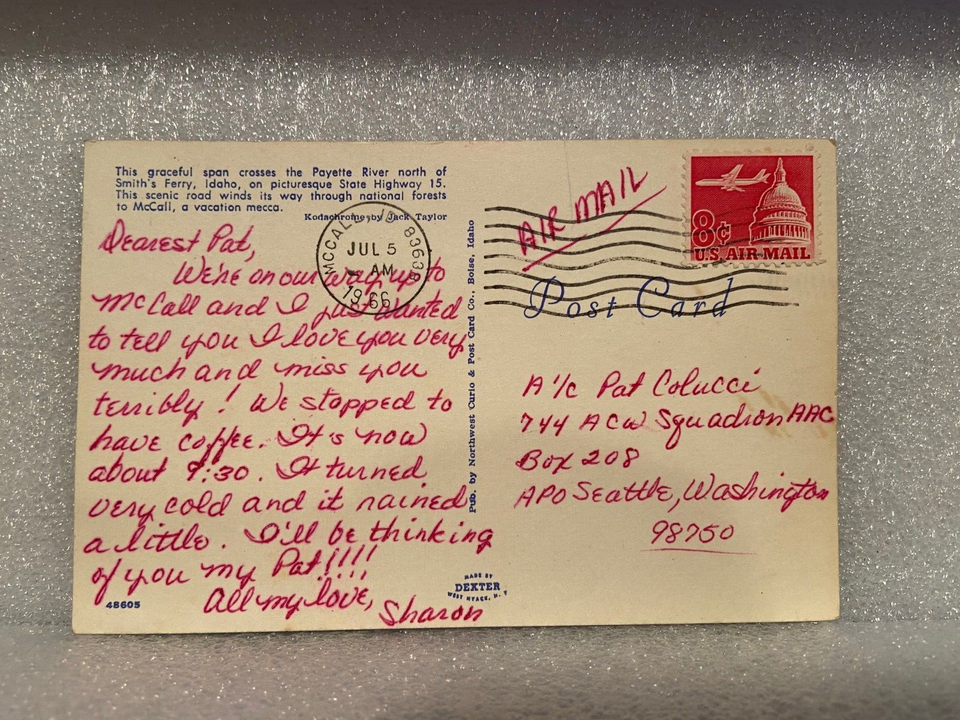 This graceful span crosses the Payette River north of
Smith's Ferry, Idaho, on picturesque State Highway 15.
This scenic road winds its way through national forests
to McCall, a vacation mecca.
Kodachrome by Jack Taylor
Dearest Pat,
We're on our way up to
McCall and I just wanted
to tell you I love you very
much and miss you
terribly! We stopped to
have coffee. It's now
about 9:30. It turned
very cold and it rained
a little. I'll be thinking
of you my Pat!!!!
All my love,
Sharon
48605
MADE BY
DEXTER
WEST NYACK, N. Y.
Pub. by Northwest Curio & Post Card Co., Boise, Idaho
MCCALL 83638
JUL 5
AM
1966
AIR MAIL
8¢
U.S. AIR MAIL
Post Card
A/c Pat Colucci
744 ACW Squadron AAC
Box 208
APO Seattle, Washington
98750